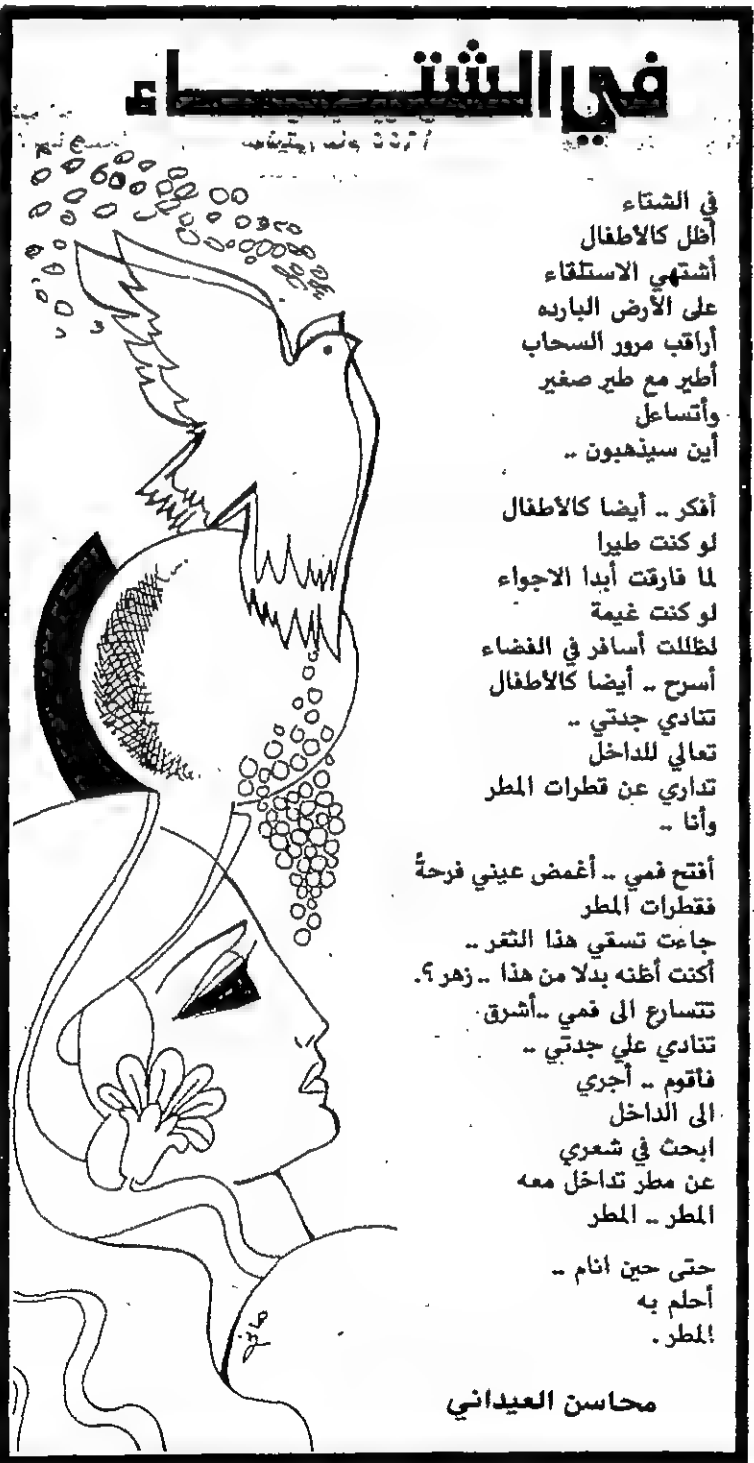 في الشتاء
في الشتاء
أظل كالأطفال
أشتهي الاستلقاء
على الأرض البارده
أراقب مرور السحاب
أطير مع طير صغير
وأتساءل
أين سيذهبون ..
أفكر .. أيضا كالأطفال
لو كنت طيرا
لما فارقت أبدا الاجواء
لو كنت غيمة
لظللت أسافر في الفضاء
أسرح .. أيضا كالأطفال
تنادي جدتي ..
تعالي للداخل
تداري عن قطرات المطر
وأنا ..
أفتح فمي .. أغمض عيني فرحةً
فقطرات المطر
جاءت تسقي هذا الثغر ..
أكنت أظنه بدلا من هذا .. زهر ؟.
تتسارع الى فمي ..أشرق
تنادي علي جدتي ..
فأقوم .. أجري
الى الداخل
ابحث في شعري
عن مطر تداخل معه
المطر .. المطر
حتى حين انام ..
أحلم به
المطر .
محاسن العيداني